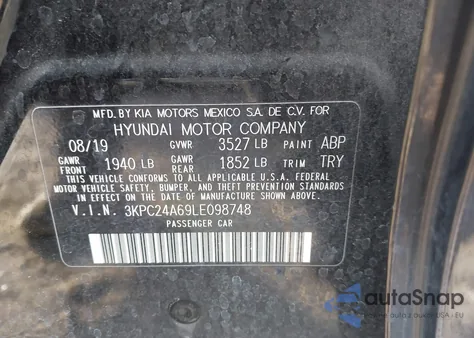 MFD. BY KIA MOTORS MEXICO S.A. DE C.V. FOR
HYUNDAI MOTOR COMPANY
08/19 GVWR 3527 LB PAINT ABP
GAWR FRONT 1940 LB GAWR REAR 1852 LB TRIM TRY
THIS VEHICLE CONFORMS TO ALL APPLICABLE U.S. FEDERAL
MOTOR VEHICLE SAFETY, BUMPER, AND THEFT PREVENTION
STANDARDS IN EFFECT ON THE DATE OF MANUFACTURE SHOWN ABOVE.
V.I.N. 3KPC24A69LE098748
PASSENGER CAR
autoSnap